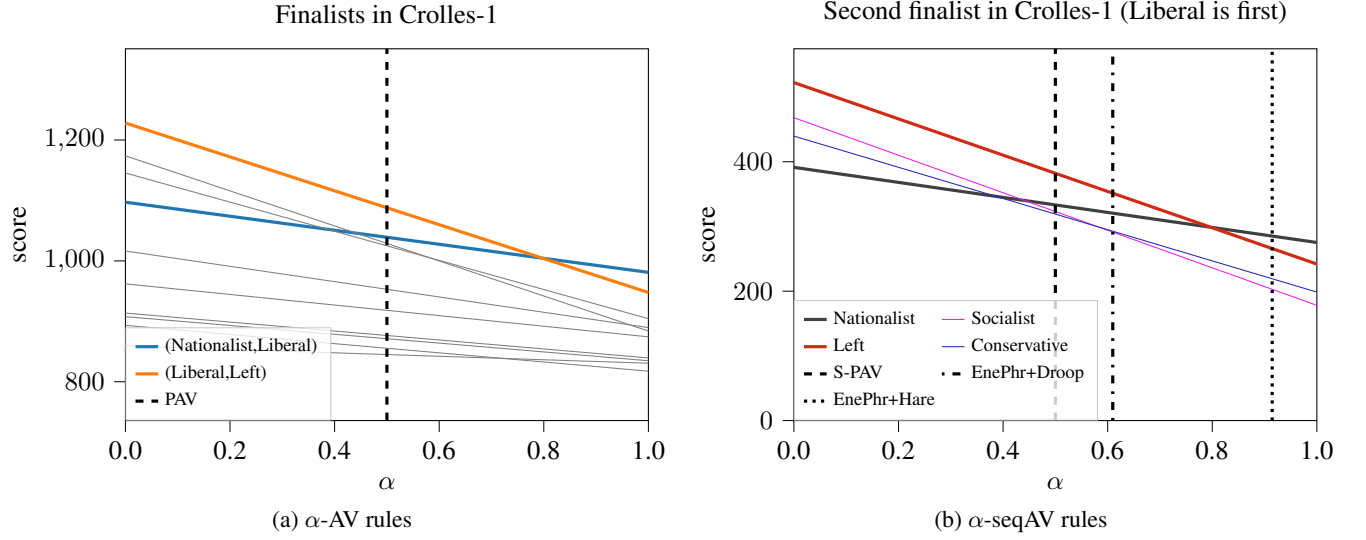 Finalists in Crolles-1
score
1,200
1,000
800
(Nationalist,Liberal)
(Liberal,Left)
PAV
0.0 0.2 0.4 0.6 0.8 1.0
α
(a) α-AV rules
Second finalist in Crolles-1 (Liberal is first)
score
400
200
0
Nationalist Socialist
Left Conservative
S-PAV EnePhr+Droop
EnePhr+Hare
0.0 0.2 0.4 0.6 0.8 1.0
α
(b) α-seqAV rules